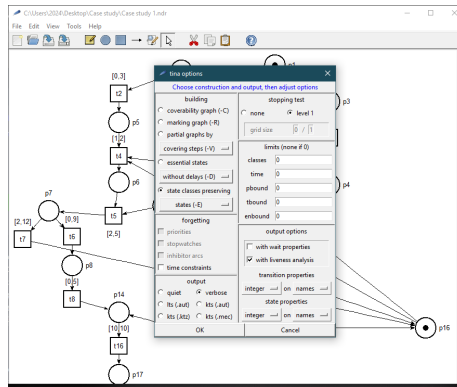 C:\Users\2024\Desktop\Case study\Case study 1.ndr
File Edit View Tools Help
tina options
Choose construction and output, then adjust options
building
coverability graph (-C)
marking graph (-R)
partial graphs by
covering steps (-V)
essential states
without delays (-D)
state classes preserving
states (-E)
forgetting
priorities
stopwatches
inhibitor arcs
time constraints
output
quiet verbose
lts (.aut) kts (.aut)
kts (.ktz) kts (.mec)
OK
stopping test
none level 1
grid size 0 / 1
limits (none if 0)
classes 0
time 0
pbound 0
tbound 0
enbound 0
output options
with wait properties
with liveness analysis
transition properties
integer on names
state properties
integer on names
Cancel
[0,3]
t2
p5
[1,2]
t4
p6
p7
[2,12]
[0,9]
t5
[2,5]
t7
t6
p8
[0,5]
t8
p14
[10,10]
t16
p17
p1
p3
p4
p16